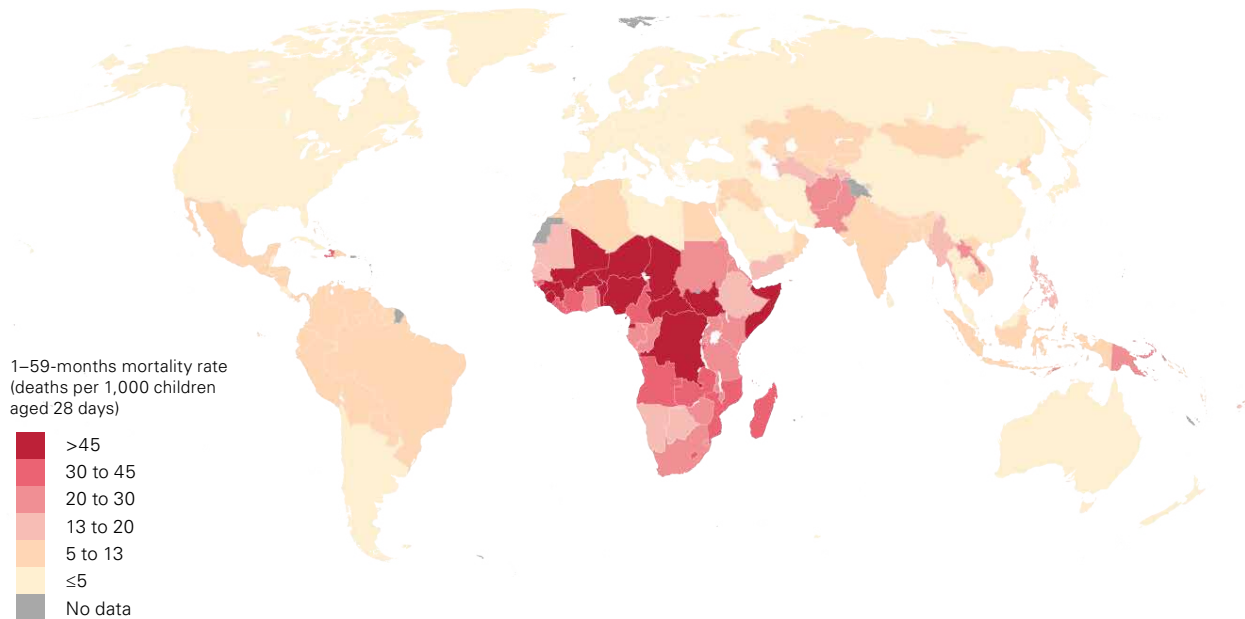 1–59-months mortality rate
(deaths per 1,000 children
aged 28 days)
>45
30 to 45
20 to 30
13 to 20
5 to 13
≤5
No data